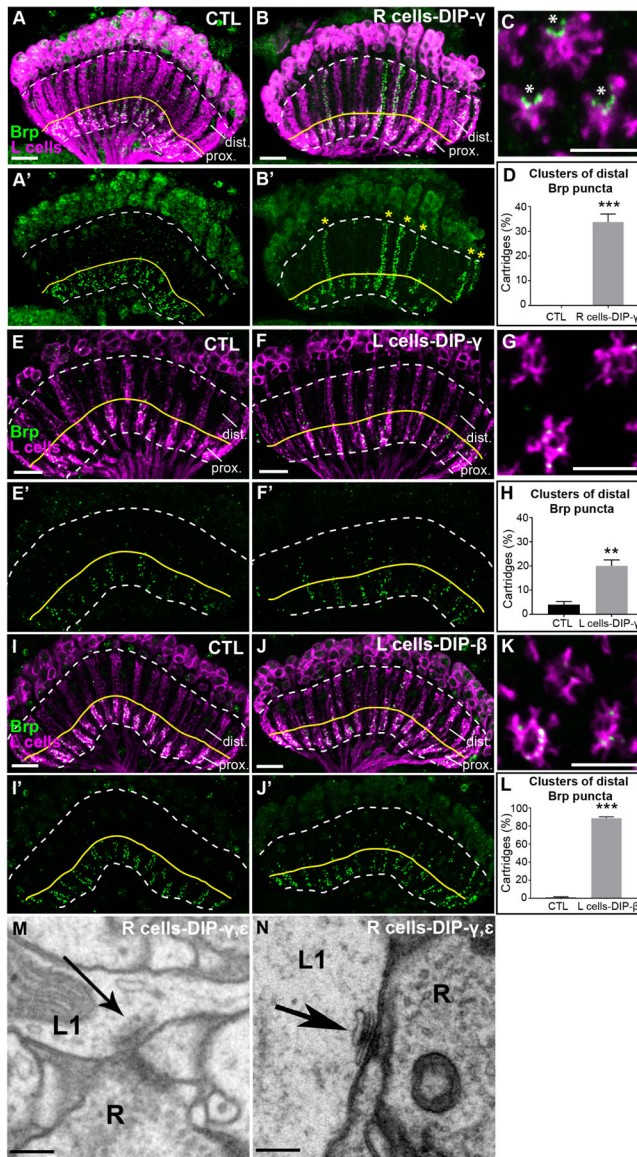 A CTL
Brp
L cells
dist.
prox.
B R cells-DIP-γ
dist.
prox.
C
*
* *
A'
B'
* * * * * *
D Clusters of distal
Brp puncta
Cartridges (%)
40
30
20
10
0
***
CTL R cells-DIP-γ
E CTL
Brp
L cells
dist.
prox.
F L cells-DIP-γ
dist.
prox.
G
E'
F'
H Clusters of distal
Brp puncta
Cartridges (%)
40
30
20
10
0
**
CTL L cells-DIP-γ
I CTL
Brp
L cells
dist.
prox.
J L cells-DIP-β
dist.
prox.
K
I'
J'
L Clusters of distal
Brp puncta
Cartridges (%)
100
80
60
40
20
0
***
CTL L cells-DIP-β
M R cells-DIP-γ,ε
L1
R
N R cells-DIP-γ,ε
L1
R